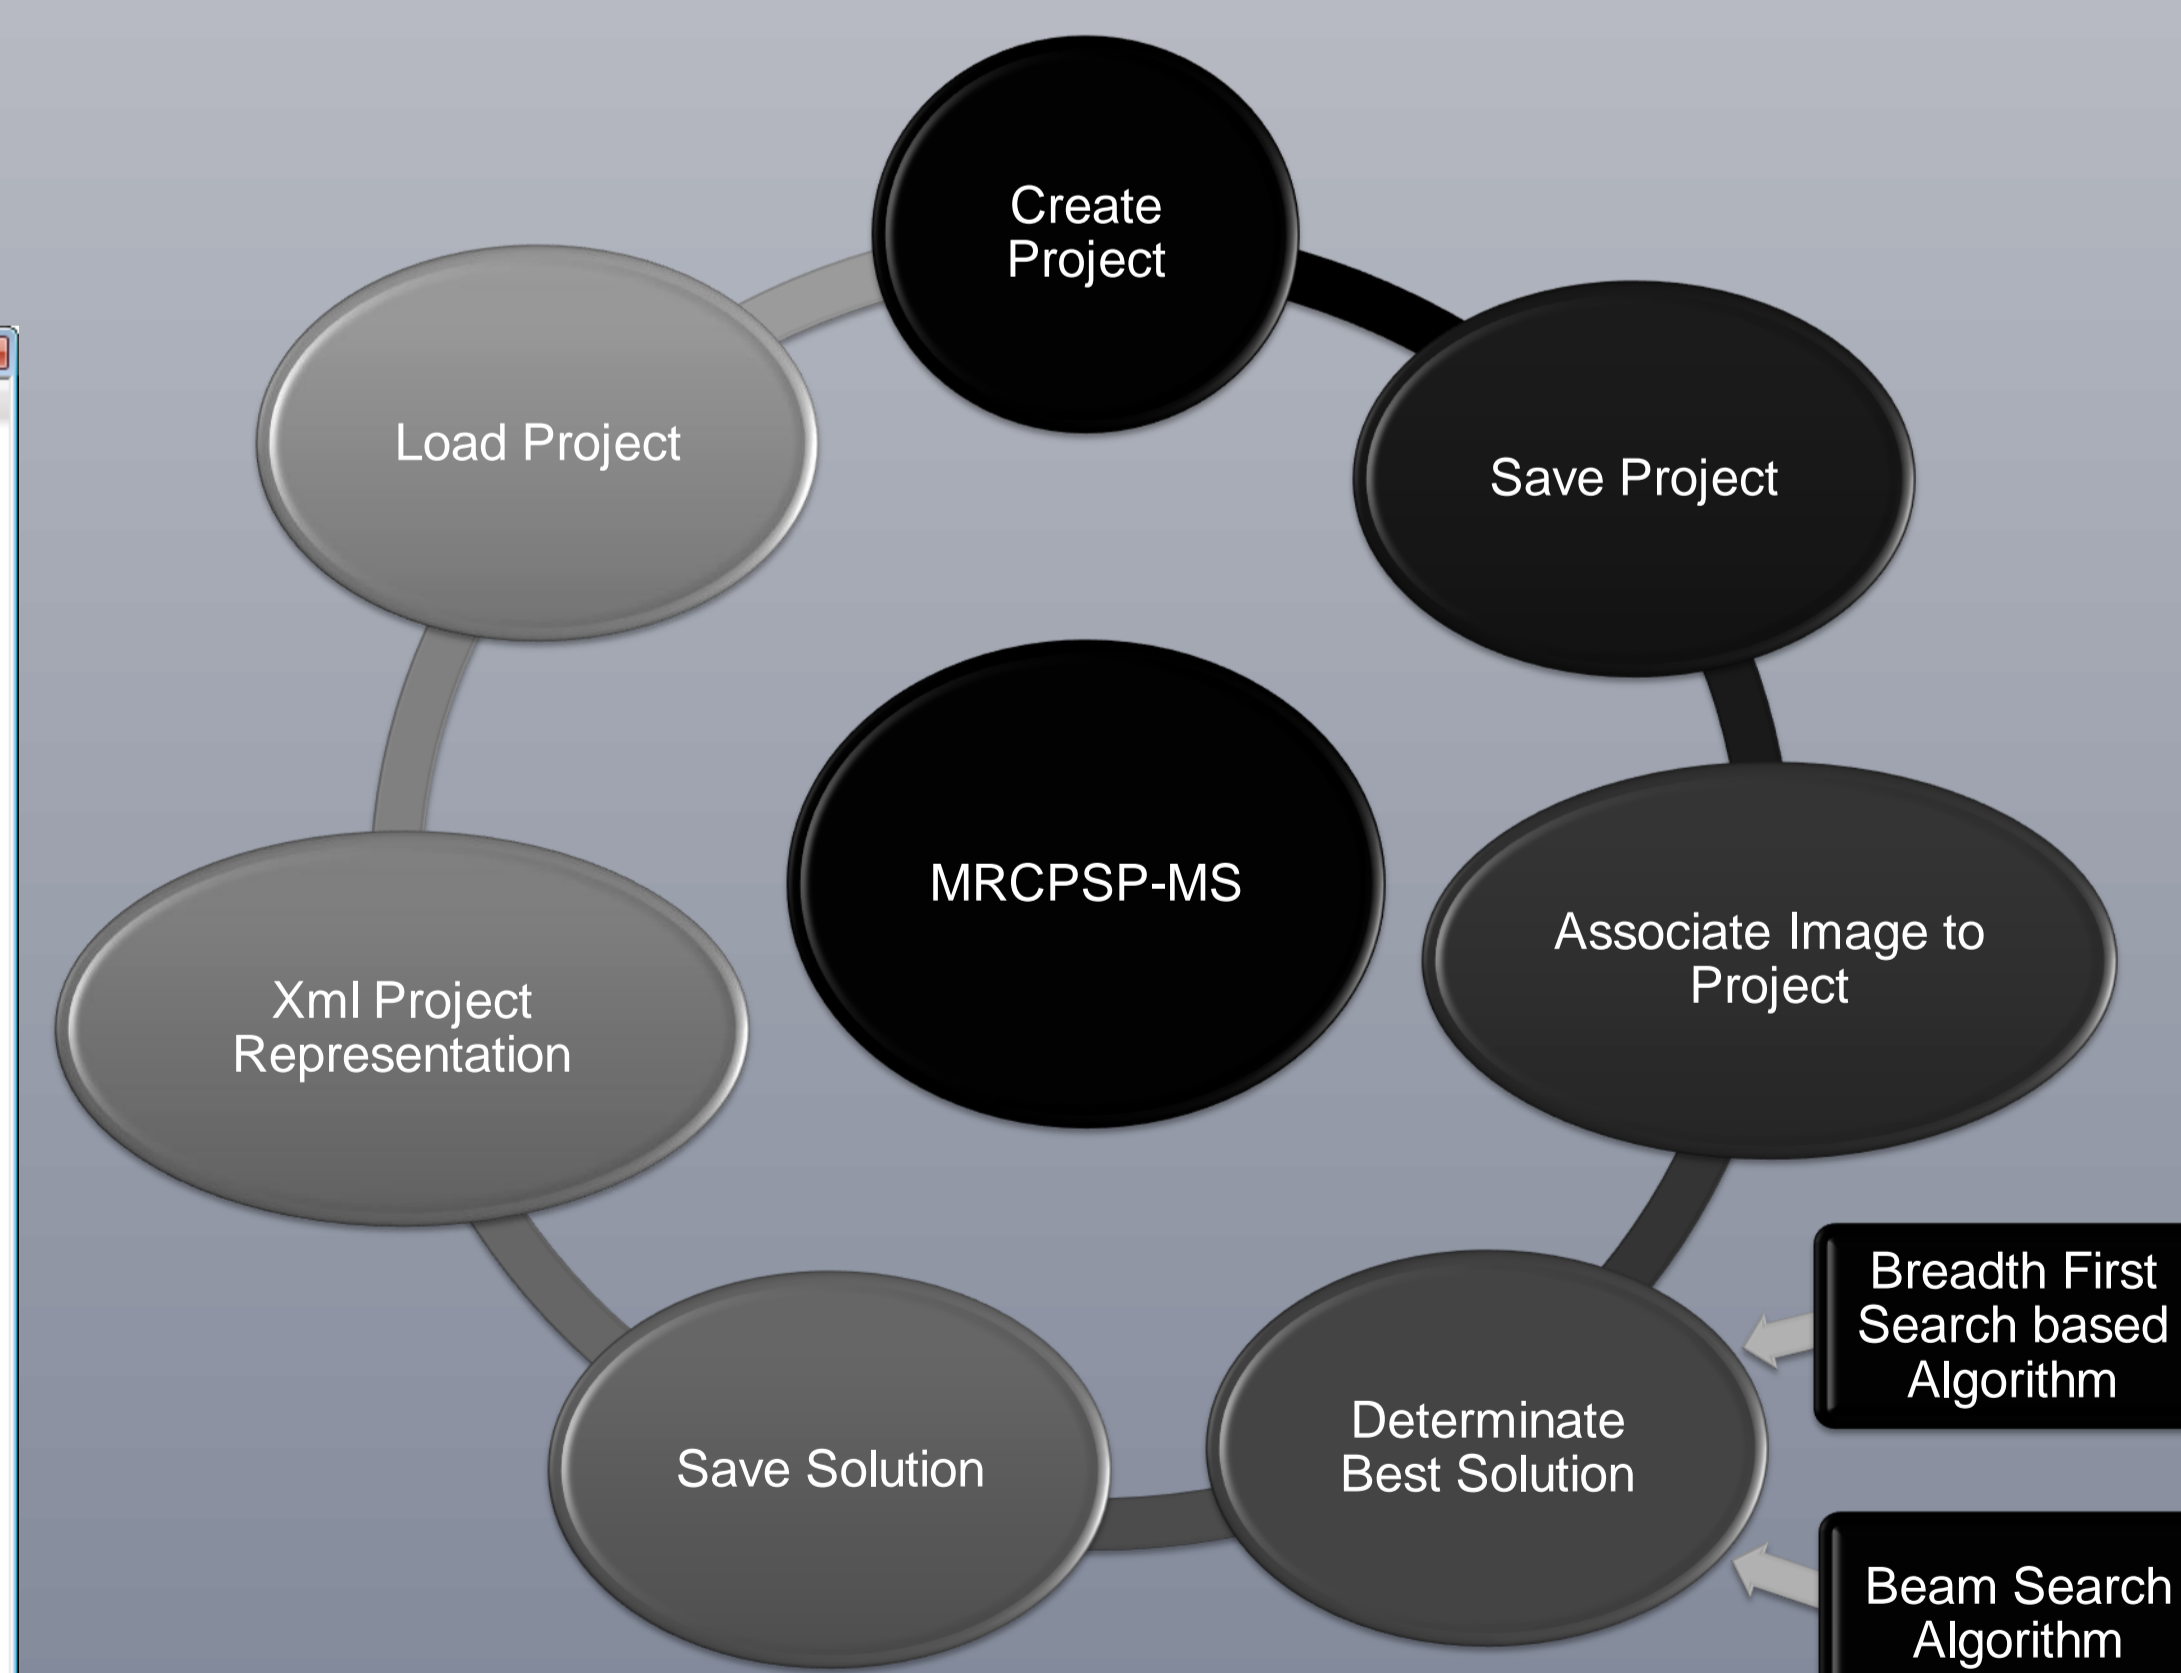 Create
Project
Load Project
Save Project
MRCPSP-MS
Associate Image to
Project
Xml Project
Representation
Breadth First
Search based
Algorithm
Determinate
Best Solution
Save Solution
Beam Search
Algorithm